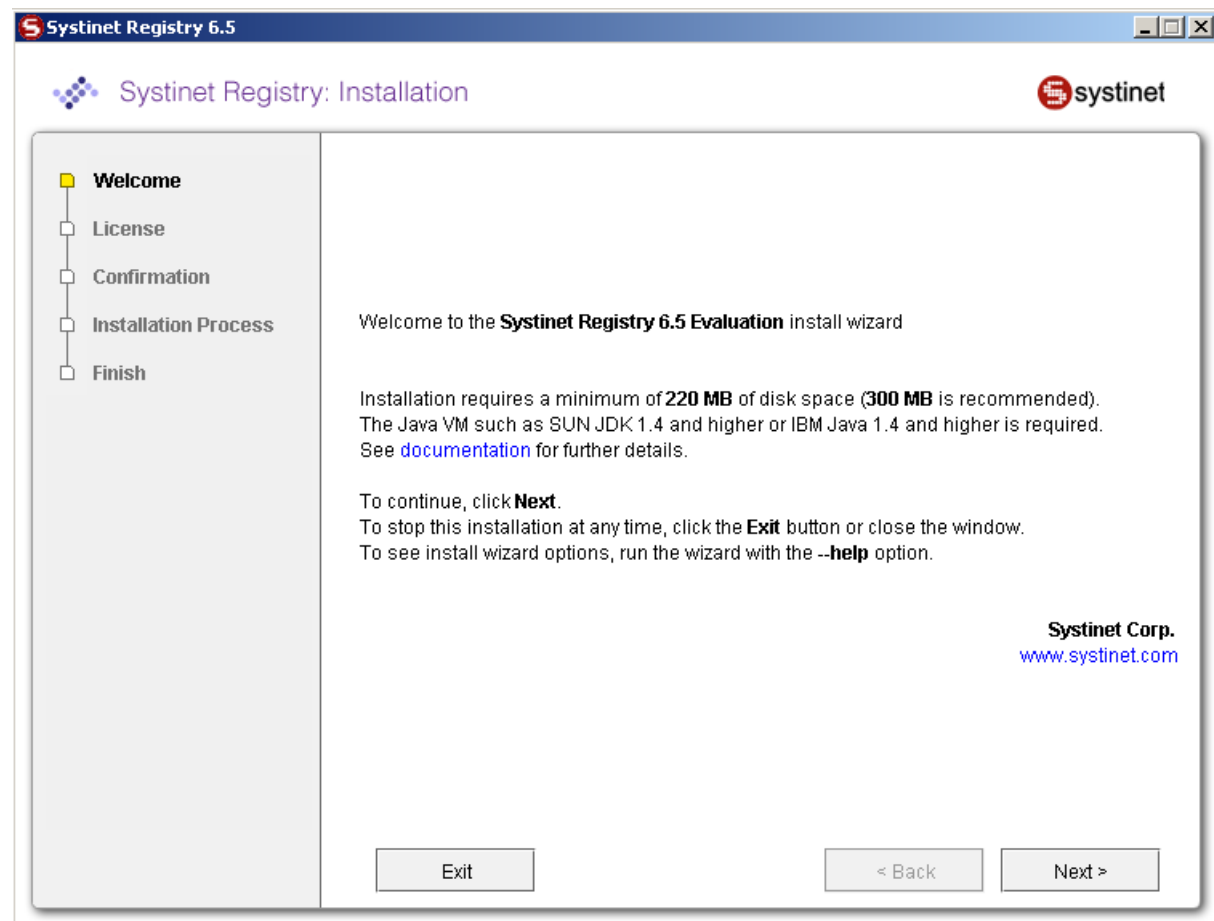 Systinet Registry 6.5
Systinet Registry: Installation
systinet
Welcome
License
Confirmation
Installation Process
Finish
Welcome to the Systinet Registry 6.5 Evaluation install wizard
Installation requires a minimum of 220 MB of disk space (300 MB is recommended).
The Java VM such as SUN JDK 1.4 and higher or IBM Java 1.4 and higher is required.
See documentation for further details.
To continue, click Next.
To stop this installation at any time, click the Exit button or close the window.
To see install wizard options, run the wizard with the --help option.
Systinet Corp.
www.systinet.com
Exit
< Back
Next >